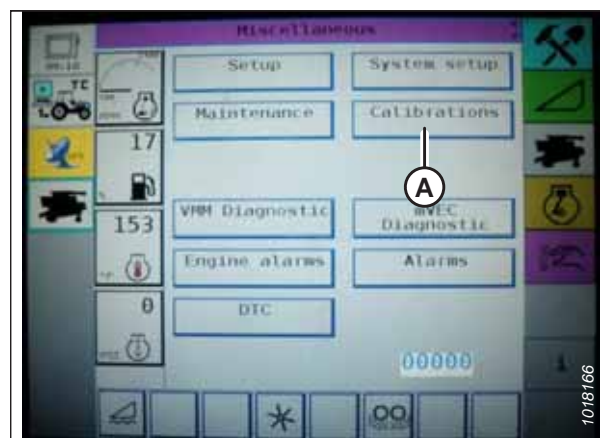 Miscellaneous
TC
Setup
System setup
Maintenance
Calibrations
17
A
153
VMM Diagnostic
mVEC
Diagnostic
Engine alarms
Alarms
0
DTC
00000
1018166